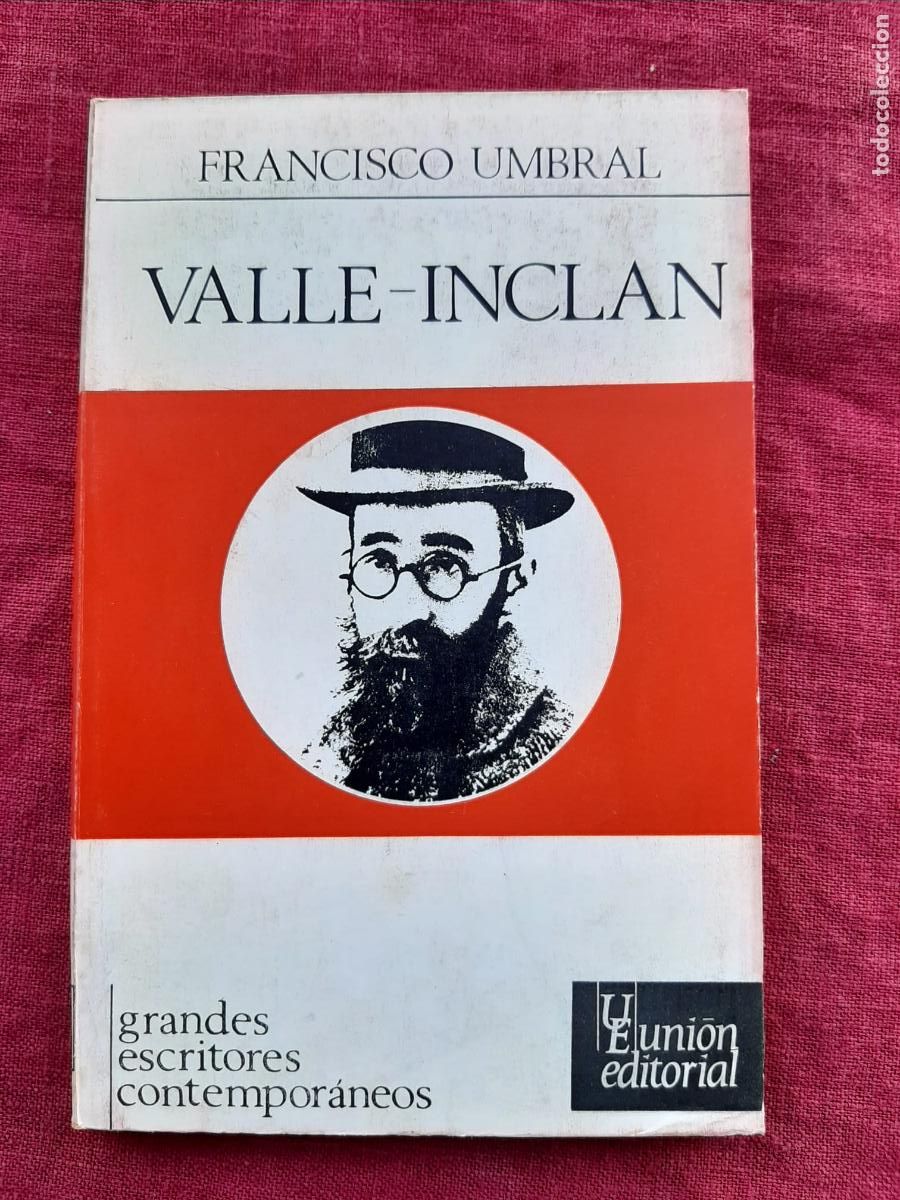 todocoleccion
FRANCISCO UMBRAL
VALLE-INCLAN
grandes
escritores
contemporáneos
UE
unión
editorial